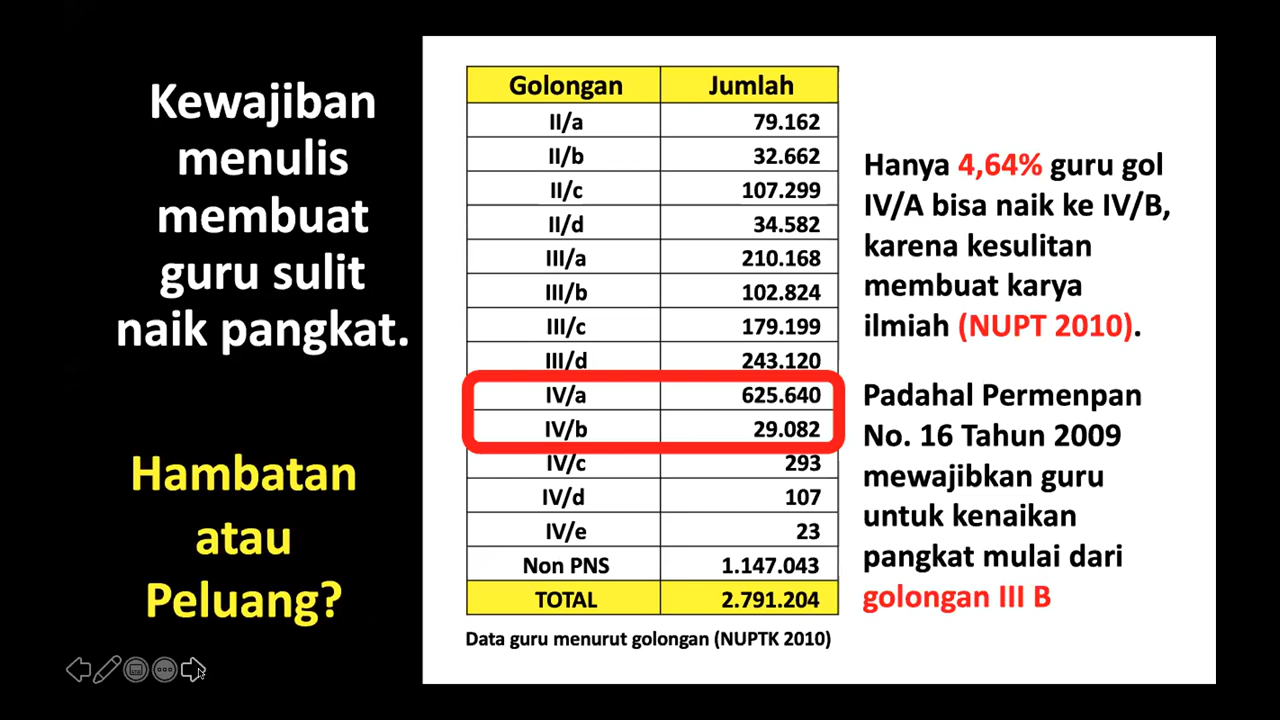 Kewajiban
menulis
membuat
guru sulit
naik pangkat.
Hambatan
atau
Peluang?
Golongan Jumlah
II/a 79.162
II/b 32.662
II/c 107.299
II/d 34.582
III/a 210.168
III/b 102.824
III/c 179.199
III/d 243.120
IV/a 625.640
IV/b 29.082
IV/c 293
IV/d 107
IV/e 23
Non PNS 1.147.043
TOTAL 2.791.204
Data guru menurut golongan (NUPTK 2010)
Hanya 4,64% guru gol
IV/A bisa naik ke IV/B,
karena kesulitan
membuat karya
ilmiah (NUPT 2010).
Padahal Permenpan
No. 16 Tahun 2009
mewajibkan guru
untuk kenaikan
pangkat mulai dari
golongan III B